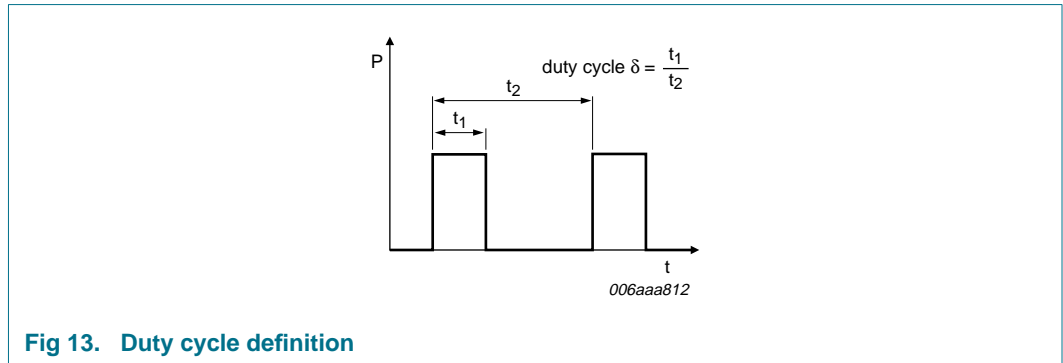 P
duty cycle δ = t1/t2
t2
t1
t
006aaa812
Fig 13. Duty cycle definition